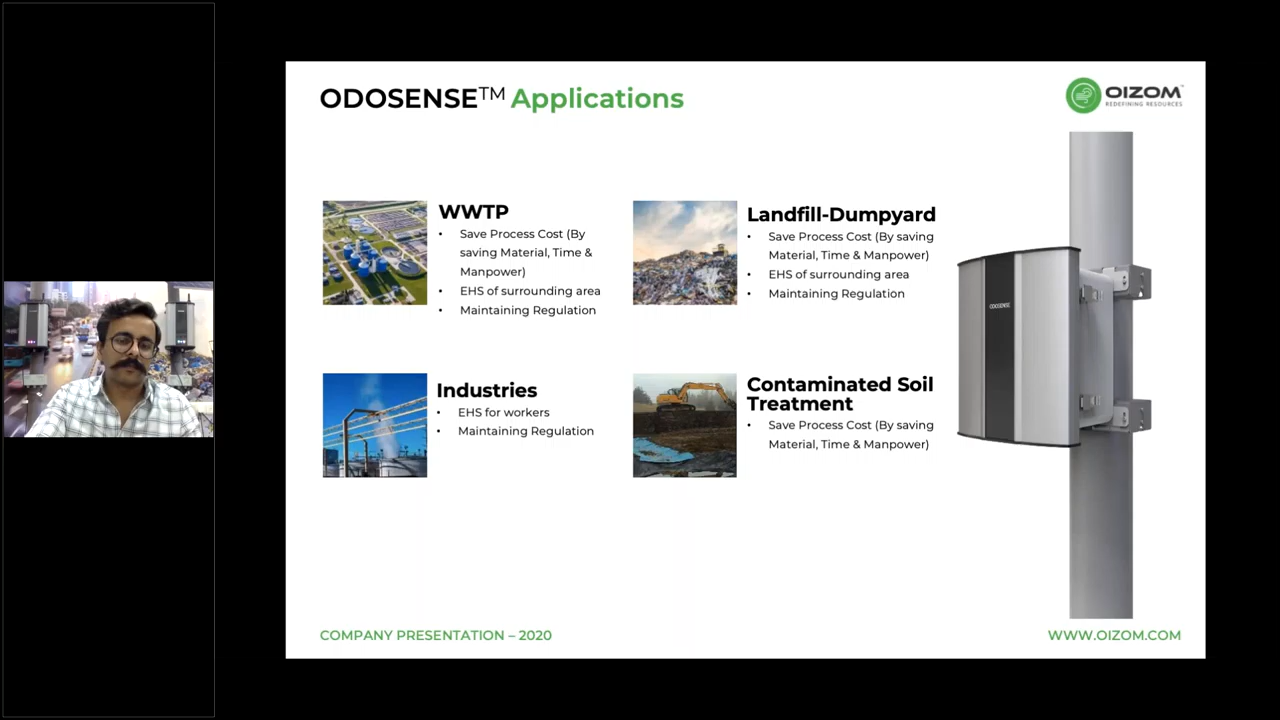 ODOSENSE™ Applications
OIZOM™
REDEFINING RESOURCES
WWTP
• Save Process Cost (By
saving Material, Time &
Manpower)
• EHS of surrounding area
• Maintaining Regulation
Landfill-Dumpyard
• Save Process Cost (By saving
Material, Time & Manpower)
• EHS of surrounding area
• Maintaining Regulation
ODOSENSE
Industries
• EHS for workers
• Maintaining Regulation
Contaminated Soil
Treatment
• Save Process Cost (By saving
Material, Time & Manpower)
COMPANY PRESENTATION – 2020
WWW.OIZOM.COM